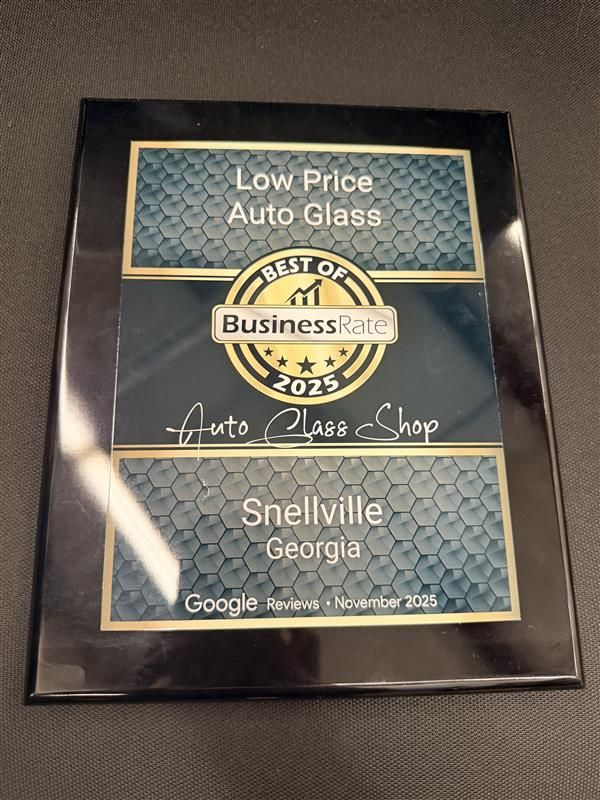 Low Price
Auto Glass
BEST OF
BusinessRate
2025
Auto Glass Shop
Snellville
Georgia
Google Reviews • November 2025